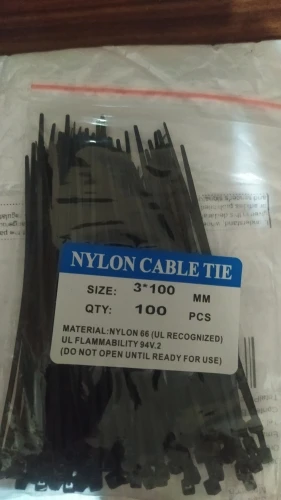 NYLON CABLE TIE
SIZE: 3*100 MM
QTY: 100 PCS
MATERIAL:NYLON 66 (UL RECOGNIZED)
UL FLAMMABILITY 94V.2
(DO NOT OPEN UNTIL READY FOR USE)